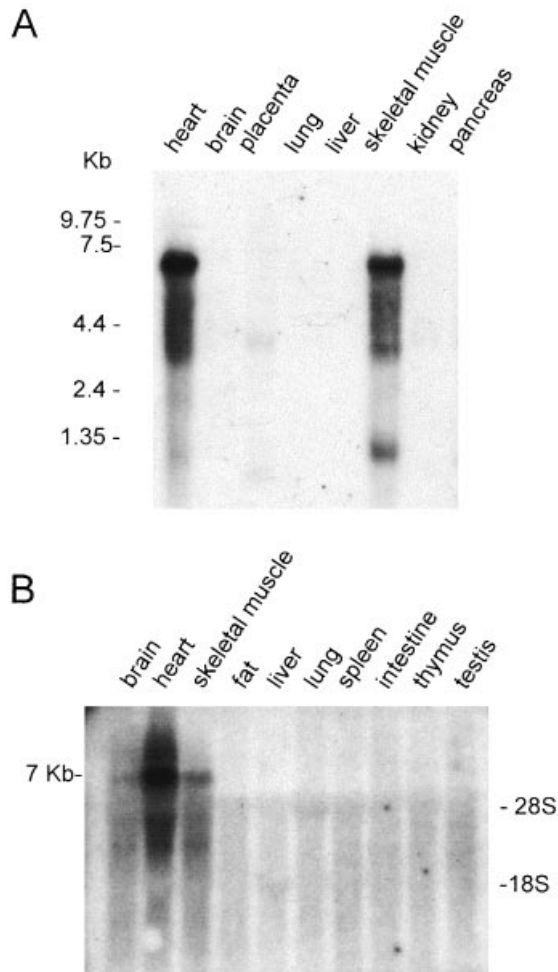 A
heart
brain
placenta
lung
liver
skeletal muscle
kidney
pancreas
Kb
9.75 -
7.5-
4.4 -
2.4 -
1.35 -
B
brain
heart
skeletal muscle
fat
liver
lung
spleen
intestine
thymus
testis
7 Kb-
- 28S
-18S